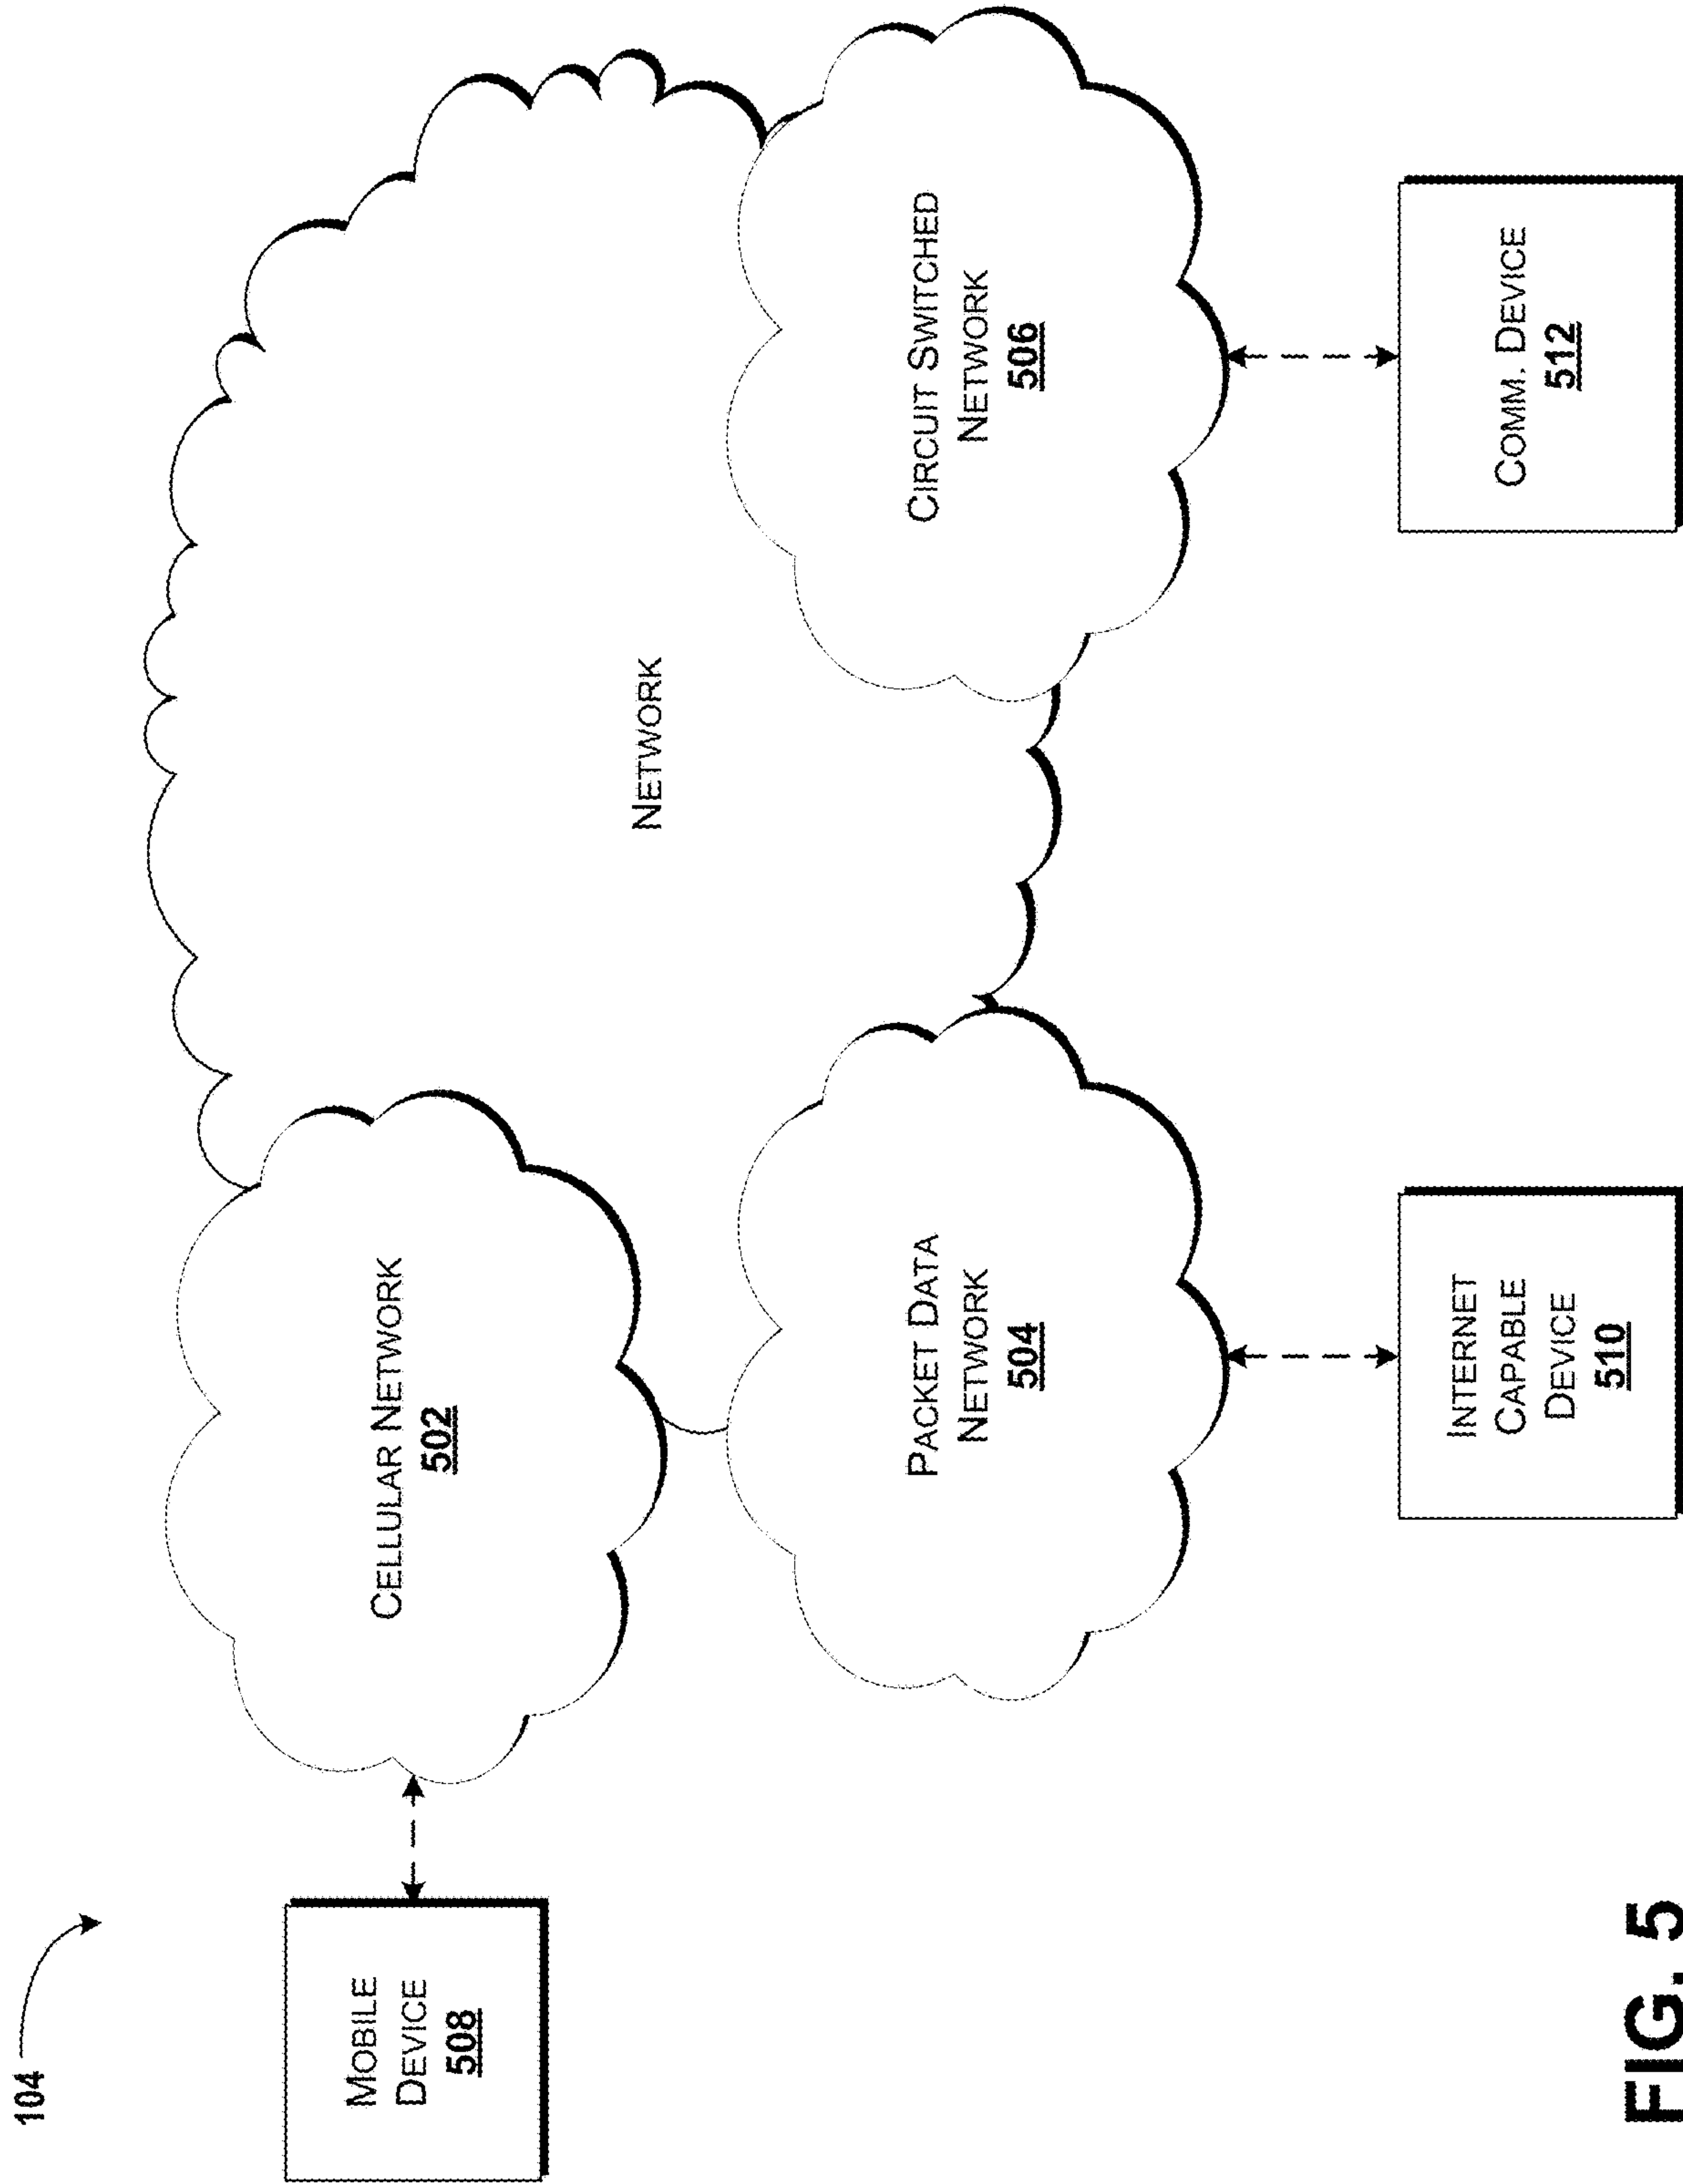 104
MOBILE
DEVICE
508
CELLULAR NETWORK
502
NETWORK
PACKET DATA
NETWORK
504
CIRCUIT SWITCHED
NETWORK
506
INTERNET
CAPABLE
DEVICE
510
COMM. DEVICE
512
FIG. 5